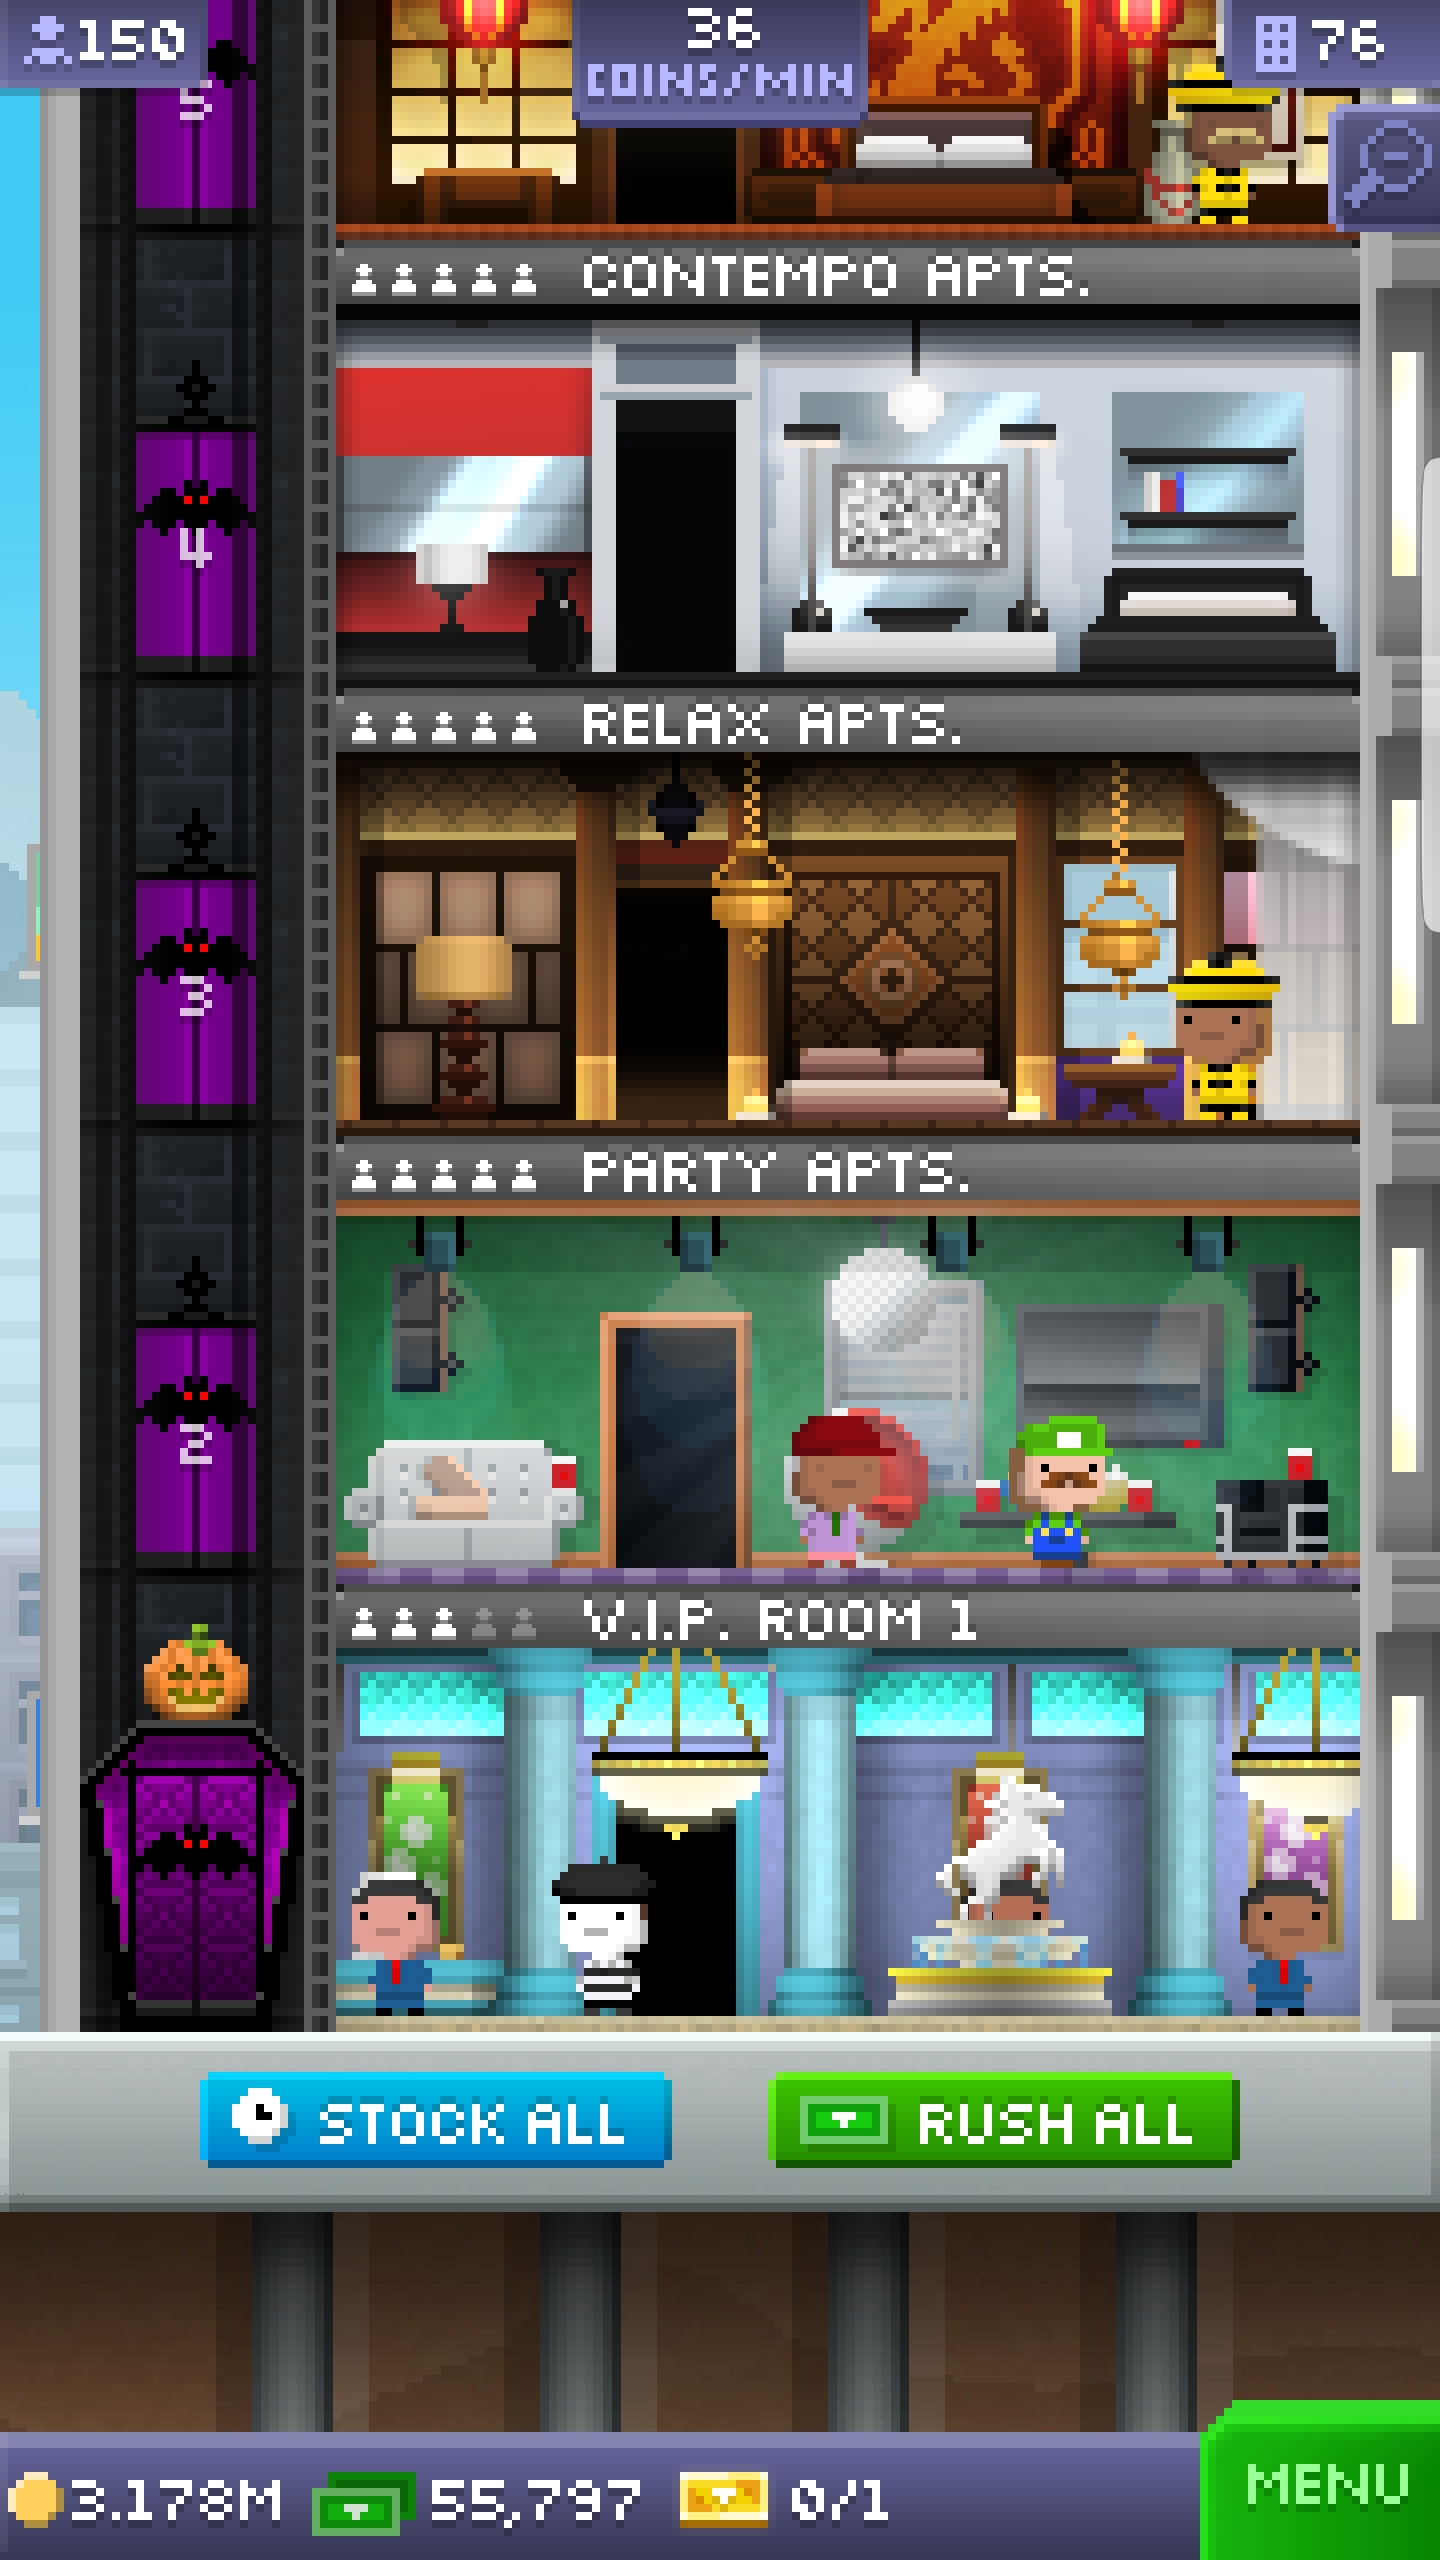 150
36
COINS/MIN
76
5
CONTEMPO APTS.
4
RELAX APTS.
3
PARTY APTS.
2
V.I.P. ROOM 1
STOCK ALL
RUSH ALL
3.178M
55,797
0/1
MENU